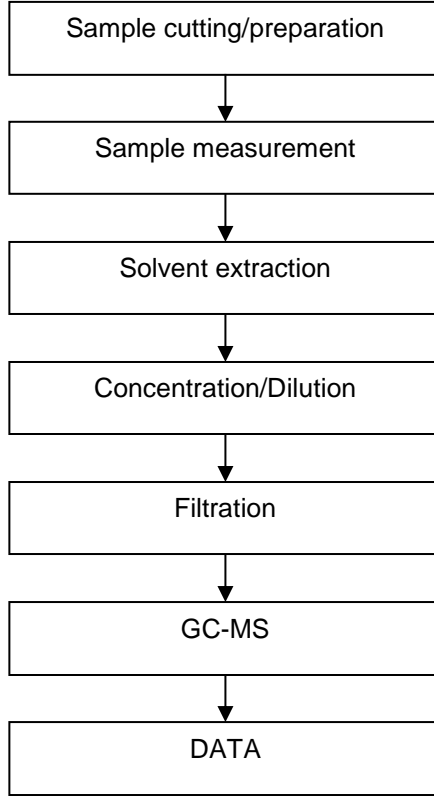 Sample cutting/preparation
Sample measurement
Solvent extraction
Concentration/Dilution
Filtration
GC-MS
DATA